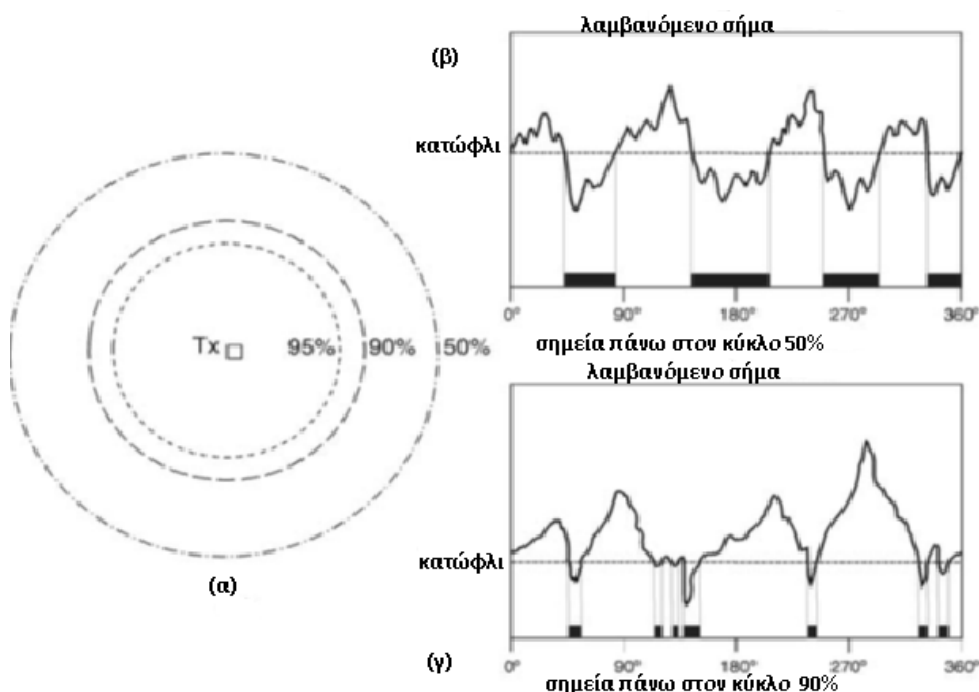 λαμβανόμενο σήμα
(β)
κατώφλι
0° 90° 180° 270° 360°
σημεία πάνω στον κύκλο 50%
Tx 95% 90% 50%
(α)
λαμβανόμενο σήμα
κατώφλι
0° 90° 180° 270° 360°
(γ)
σημεία πάνω στον κύκλο 90%